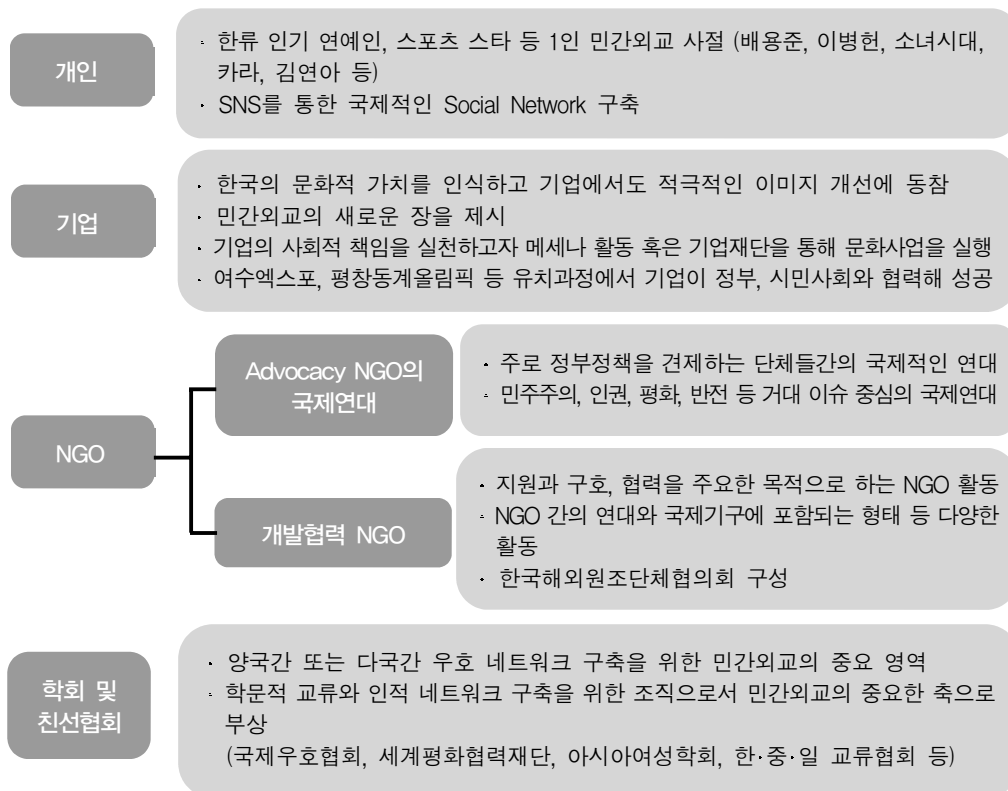 개인
· 한류 인기 연예인, 스포츠 스타 등 1인 민간외교 사절 (배용준, 이병헌, 소녀시대,
카라, 김연아 등)
· SNS를 통한 국제적인 Social Network 구축
기업
· 한국의 문화적 가치를 인식하고 기업에서도 적극적인 이미지 개선에 동참
· 민간외교의 새로운 장을 제시
· 기업의 사회적 책임을 실천하고자 메세나 활동 혹은 기업재단을 통해 문화사업을 실행
· 여수엑스포, 평창동계올림픽 등 유치과정에서 기업이 정부, 시민사회와 협력해 성공
NGO
Advocacy NGO의
국제연대
· 주로 정부정책을 견제하는 단체들간의 국제적인 연대
· 민주주의, 인권, 평화, 반전 등 거대 이슈 중심의 국제연대
개발협력 NGO
· 지원과 구호, 협력을 주요한 목적으로 하는 NGO 활동
· NGO 간의 연대와 국제기구에 포함되는 형태 등 다양한
활동
· 한국해외원조단체협의회 구성
학회 및
친선협회
· 양국간 또는 다국간 우호 네트워크 구축을 위한 민간외교의 중요 영역
· 학문적 교류와 인적 네트워크 구축을 위한 조직으로서 민간외교의 중요한 축으로
부상
(국제우호협회, 세계평화협력재단, 아시아여성학회, 한·중·일 교류협회 등)